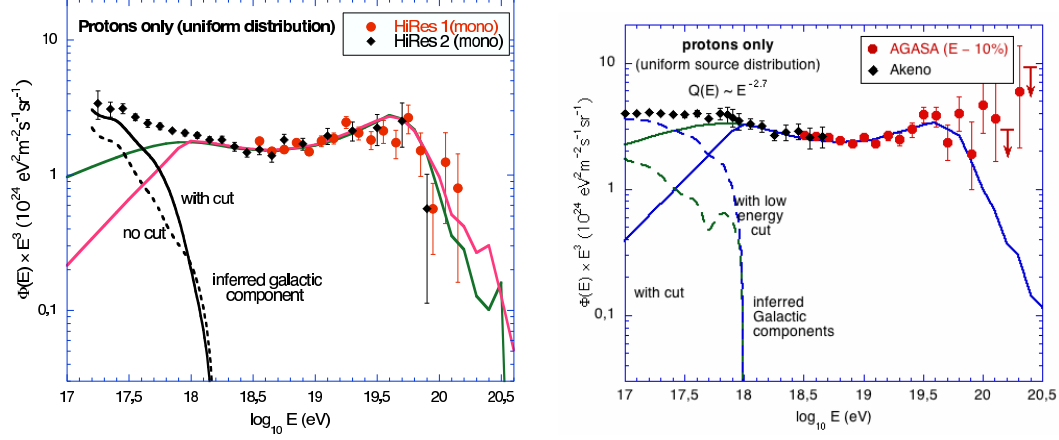 Protons only (uniform distribution)
HiRes 1(mono)
HiRes 2 (mono)
10
1
0,1
Φ(E) × E³ (10²⁴ eV²m⁻²s⁻¹sr⁻¹)
with cut
no cut
inferred galactic
component
17
17,5
18
18,5
19
19,5
20
20,5
log₁₀ E (eV)
protons only
(uniform source distribution)
Q(E) ~ E⁻²·⁷
AGASA (E − 10%)
Akeno
10
1
0,1
Φ(E) × E³ (10²⁴ eV²m⁻²s⁻¹sr⁻¹)
with low
energy
cut
with cut
inferred
Galactic
components
17
17,5
18
18,5
19
19,5
20
20,5
log₁₀ E (eV)